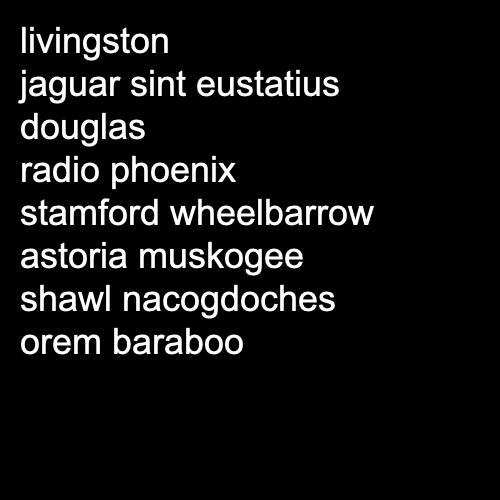 livingston
jaguar sint eustatius
douglas
radio phoenix
stamford wheelbarrow
astoria muskogee
shawl nacogdoches
orem baraboo